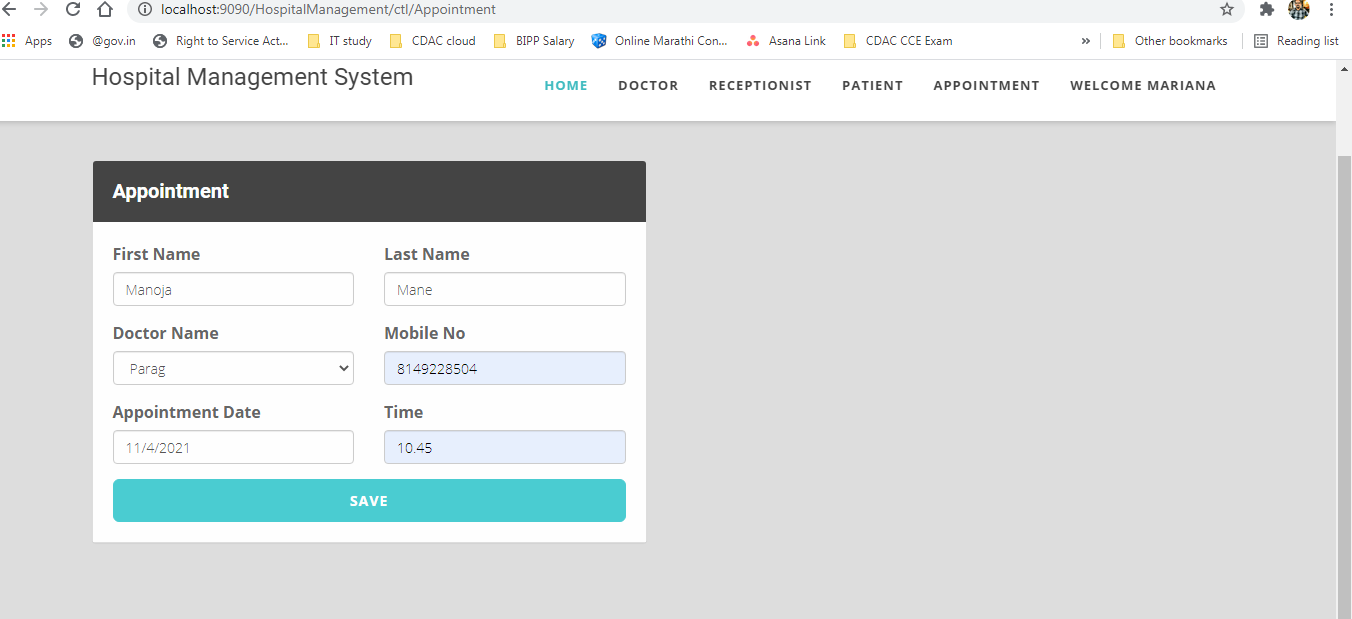 localhost:9090/HospitalManagement/ctl/Appointment
Apps @gov.in Right to Service Act... IT study CDAC cloud BIPP Salary Online Marathi Con... Asana Link CDAC CCE Exam » Other bookmarks Reading list
Hospital Management System HOME DOCTOR RECEPTIONIST PATIENT APPOINTMENT WELCOME MARIANA
Appointment
First Name Last Name
Manoja Mane
Doctor Name Mobile No
Parag 8149228504
Appointment Date Time
11/4/2021 10.45
SAVE